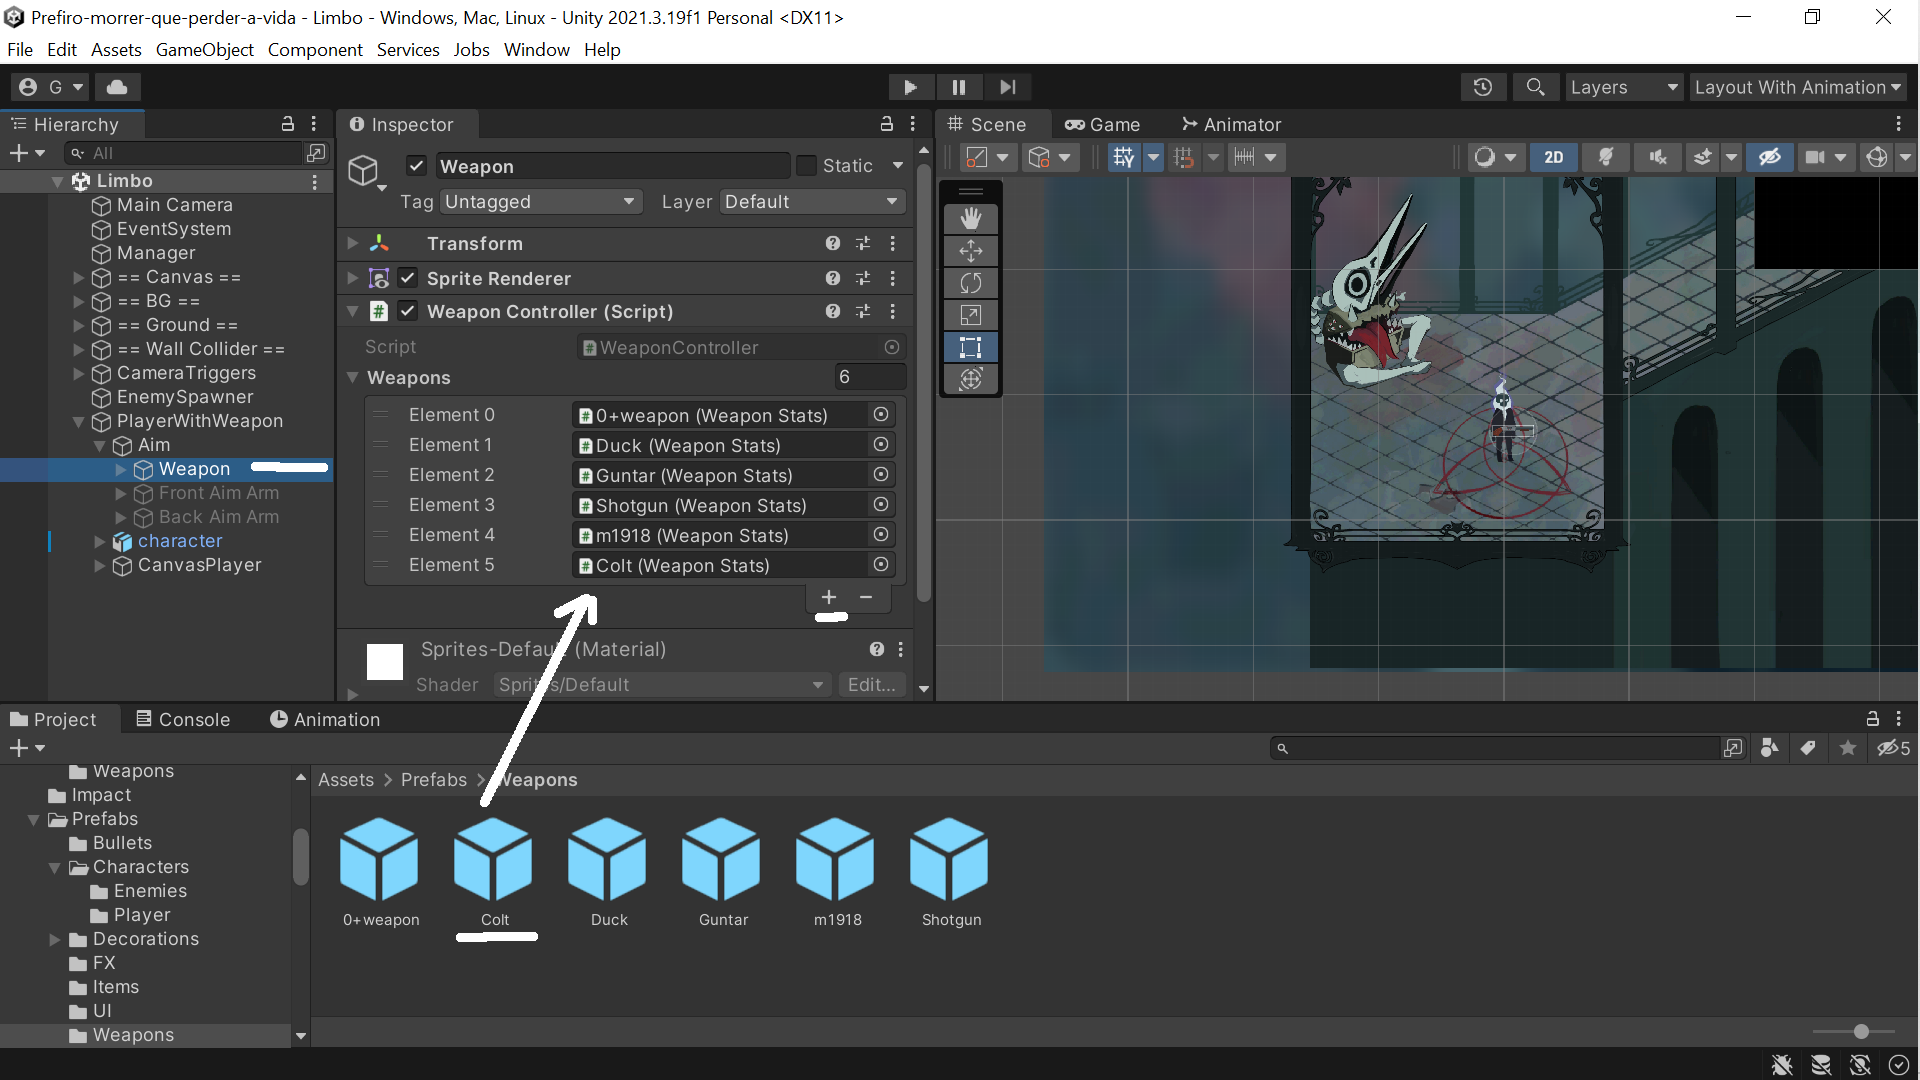 Prefiro-morrer-que-perder-a-vida - Limbo - Windows, Mac, Linux - Unity 2021.3.19f1 Personal <DX11>
File Edit Assets GameObject Component Services Jobs Window Help
G
Layers
Layout With Animation
Hierarchy
All
Limbo
Main Camera
EventSystem
Manager
== Canvas ==
== BG ==
== Ground ==
== Wall Collider ==
CameraTriggers
EnemySpawner
PlayerWithWeapon
Aim
Weapon
Front Aim Arm
Back Aim Arm
character
CanvasPlayer
Inspector
Weapon
Static
Tag Untagged
Layer Default
Transform
Sprite Renderer
Weapon Controller (Script)
Script WeaponController
Weapons 6
Element 0 0+weapon (Weapon Stats)
Element 1 Duck (Weapon Stats)
Element 2 Guntar (Weapon Stats)
Element 3 Shotgun (Weapon Stats)
Element 4 m1918 (Weapon Stats)
Element 5 Colt (Weapon Stats)
+ −
Sprites-Default (Material)
Shader Sprites/Default Edit...
Scene Game Animator
2D
Project Console Animation
5
Weapons
Impact
Prefabs
Bullets
Characters
Enemies
Player
Decorations
FX
Items
UI
Weapons
Assets > Prefabs > Weapons
0+weapon Colt Duck Guntar m1918 Shotgun